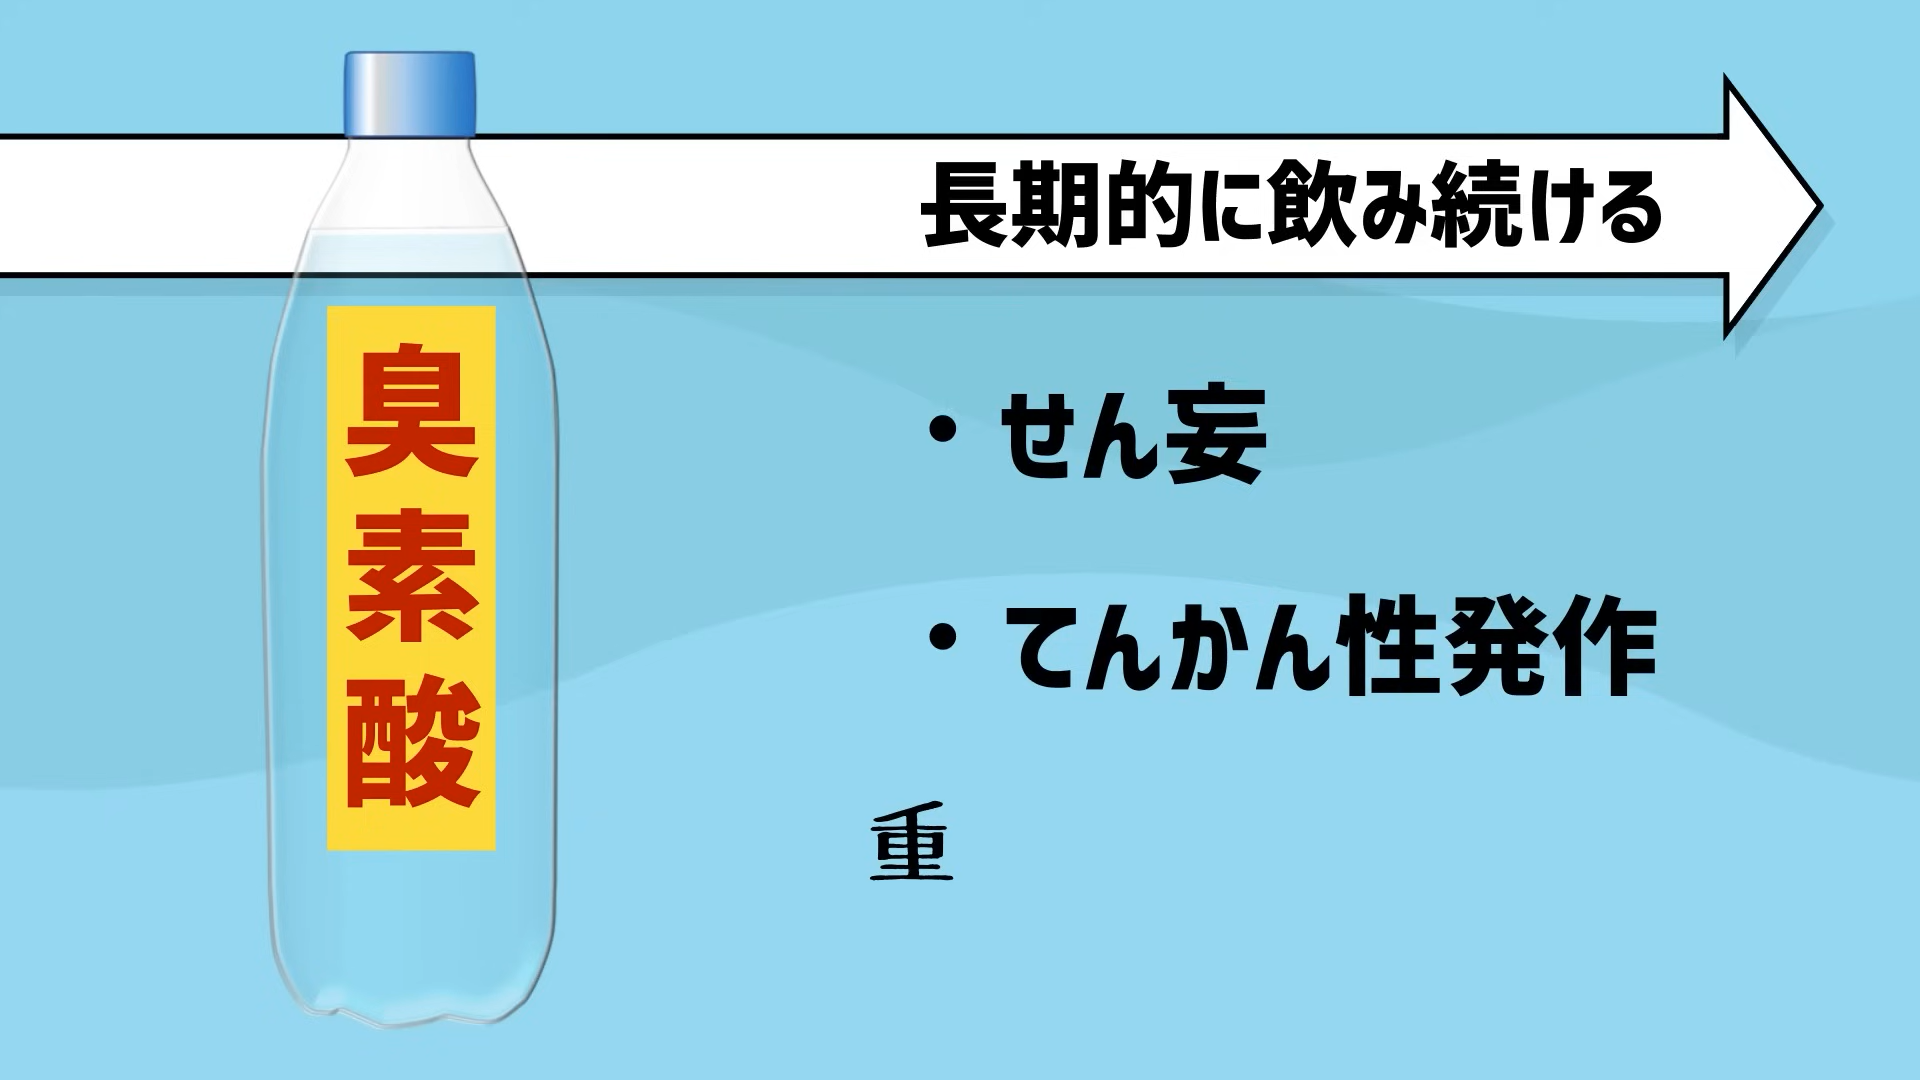 長期的に飲み続ける
臭素酸
・せん妄
・てんかん性発作
重